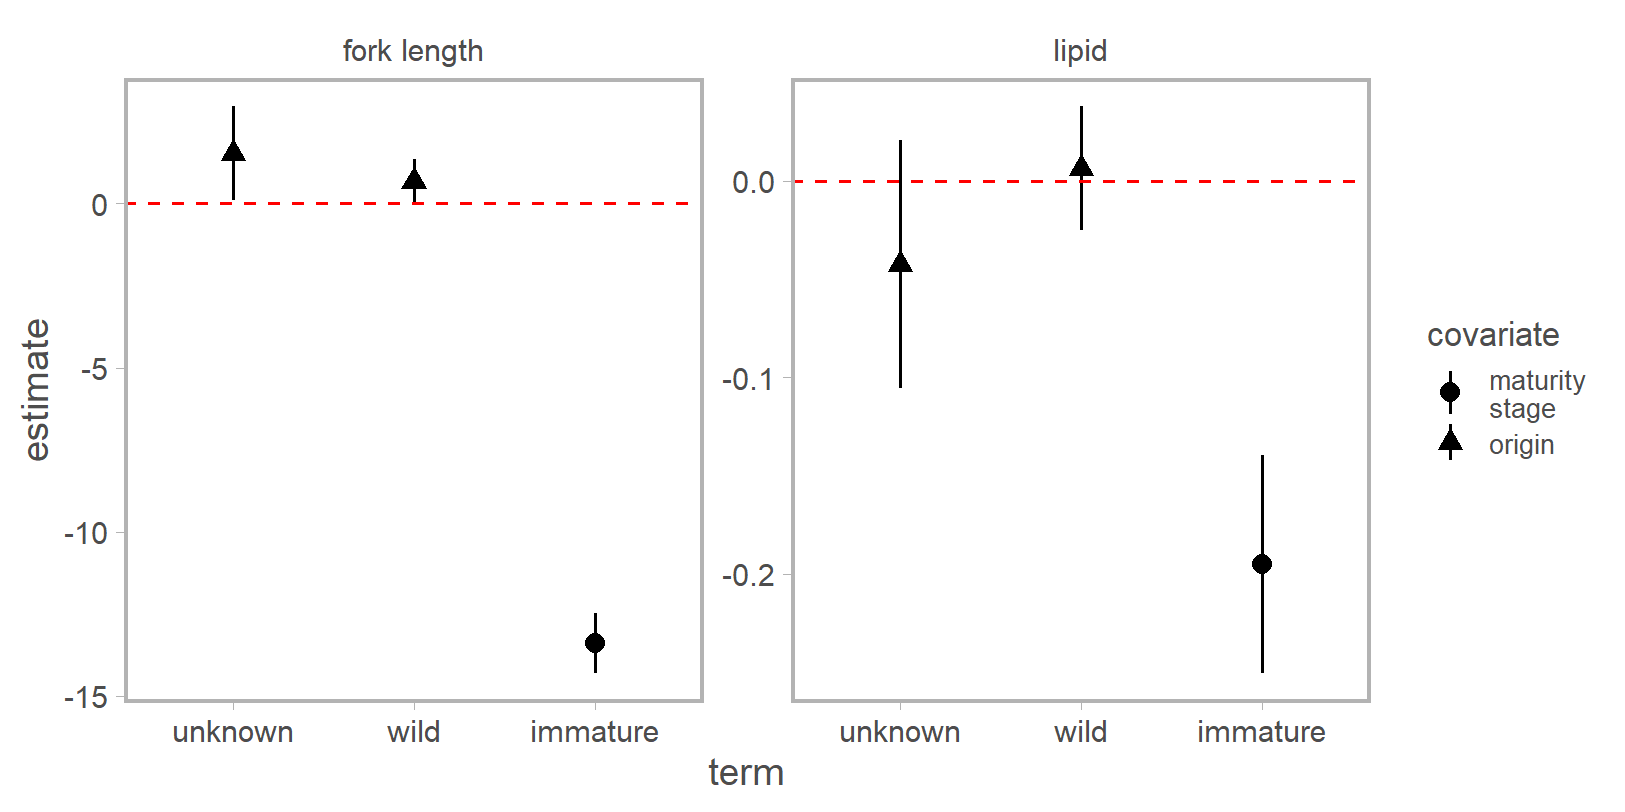 fork length
lipid
estimate
0
-5
-10
-15
0.0
-0.1
-0.2
unknown
wild
immature
unknown
wild
immature
term
covariate
maturity
stage
origin